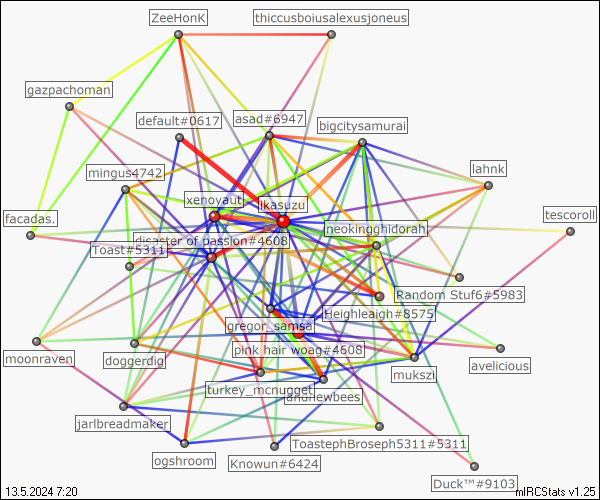 ZeeHonK
thiccusboiusalexusjoneus
gazpachoman
default#0617
asad#6947
bigcitysamurai
mingus4742
lahnk
xenoyaut
ikasuzu
facadas.
tescoroll
neokingghidorah
disaster of passion#4608
Toast#5311
Random Stuf6#5983
Heighleaigh#8575
gregor_samsa
pink hair woag#4608
moonraven
doggerdig
avelicious
mukszi
turkey_mcnugget
andrewbees
jarlbreadmaker
ToastephBroseph5311#5311
ogshroom
Knowun#6424
Duck™#9103
13.5.2024 7:20
mIRCStats v1.25